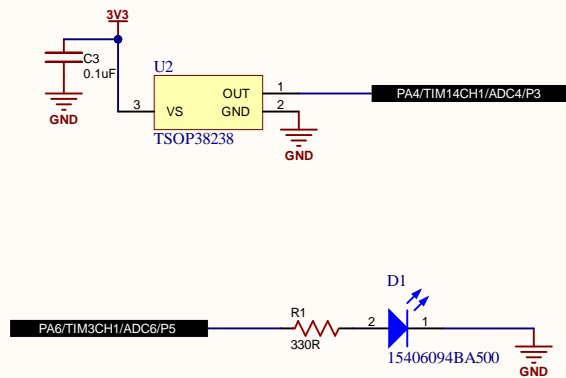 3V3
C3
0.1uF
GND
U2
3
VS
OUT
GND
1
2
TSOP38238
GND
PA4/TIM14CH1/ADC4/P3
PA6/TIM3CH1/ADC6/P5
R1
330R
D1
2
1
15406094BA500
GND